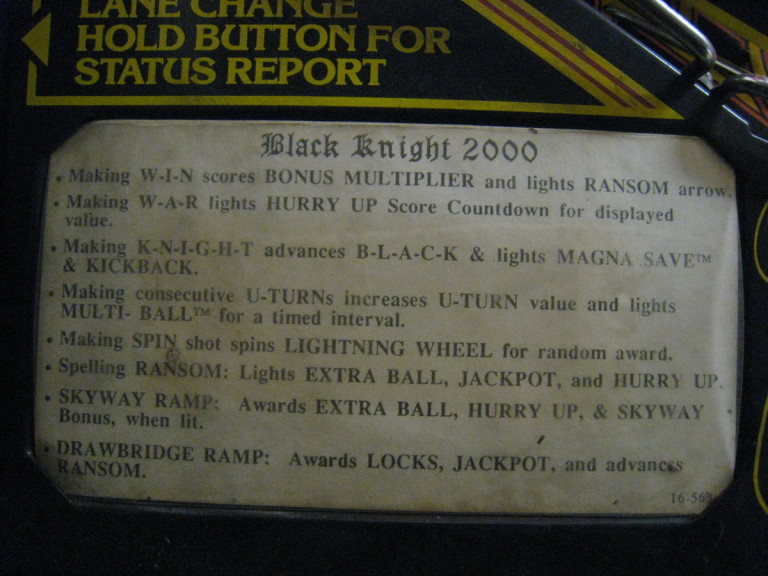 LANE CHANGE
HOLD BUTTON FOR
STATUS REPORT
Black Knight 2000
• Making W-I-N scores BONUS MULTIPLIER and lights RANSOM arrow.
• Making W-A-R lights HURRY UP Score Countdown for displayed
value.
• Making K-N-I-G-H-T advances B-L-A-C-K & lights MAGNA SAVE™
& KICKBACK.
• Making consecutive U-TURNs increases U-TURN value and lights
MULTI- BALL™ for a timed interval.
• Making SPIN shot spins LIGHTNING WHEEL for random award.
• Spelling RANSOM: Lights EXTRA BALL, JACKPOT, and HURRY UP.
• SKYWAY RAMP: Awards EXTRA BALL, HURRY UP, & SKYWAY
Bonus, when lit.
• DRAWBRIDGE RAMP: Awards LOCKS, JACKPOT, and advances
RANSOM.